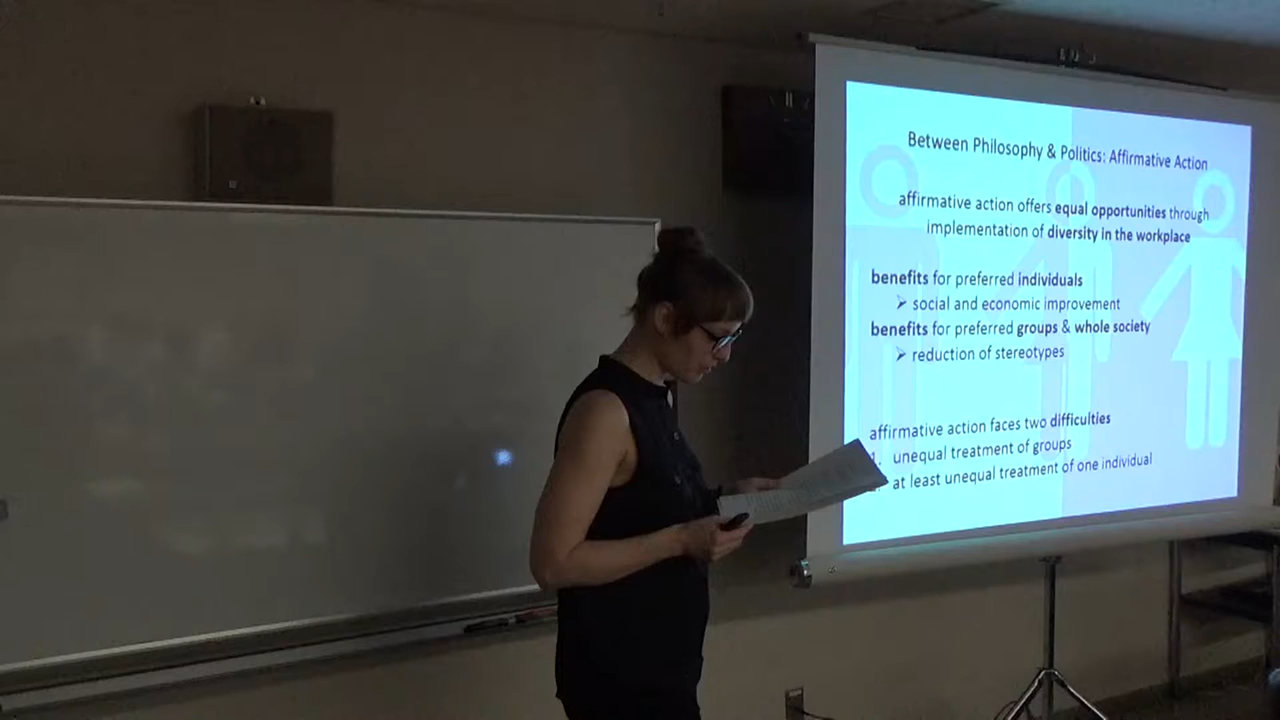 Between Philosophy & Politics: Affirmative Action
affirmative action offers equal opportunities through
implementation of diversity in the workplace
benefits for preferred individuals
➢ social and economic improvement
benefits for preferred groups & whole society
➢ reduction of stereotypes
affirmative action faces two difficulties
1. unequal treatment of groups
at least unequal treatment of one individual